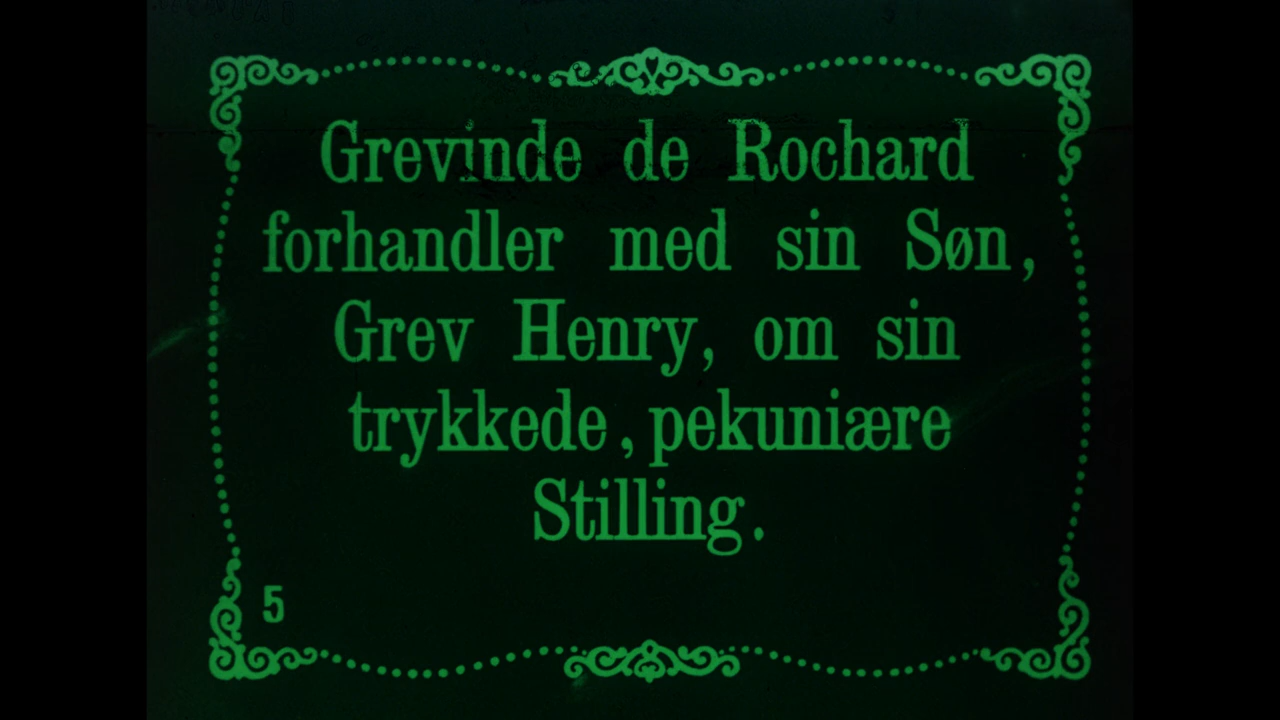 Grevinde de Rochard
forhandler med sin Søn,
Grev Henry, om sin
trykkede, pekuniære
Stilling.
5